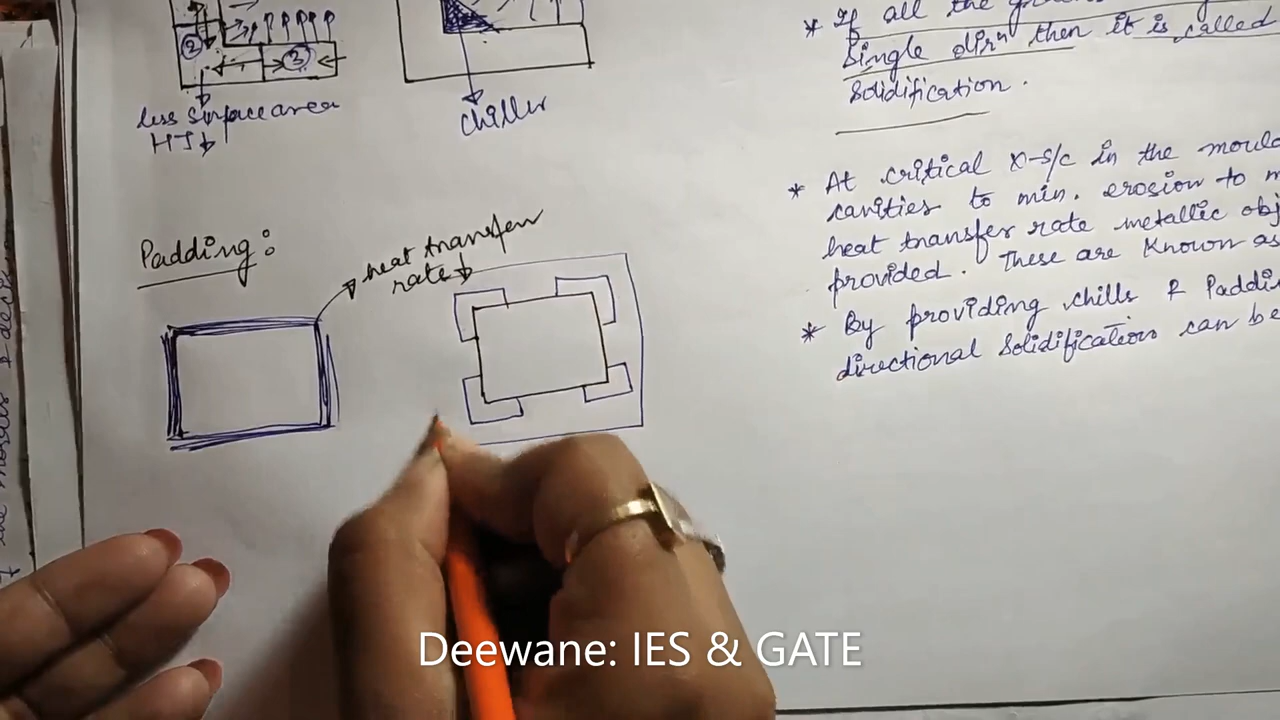 ②
③
less surface area
HT↓
chiller
Padding:
heat transfer
rate↓
* If all the
single dirⁿ then it is called
Solidification.
* At critical x-s/c in the mould
cavities to min. erosion to
heat transfer rate metallic obj
provided. These are known as
* By providing chills & Paddi
directional Solidification can be
Deewane: IES & GATE